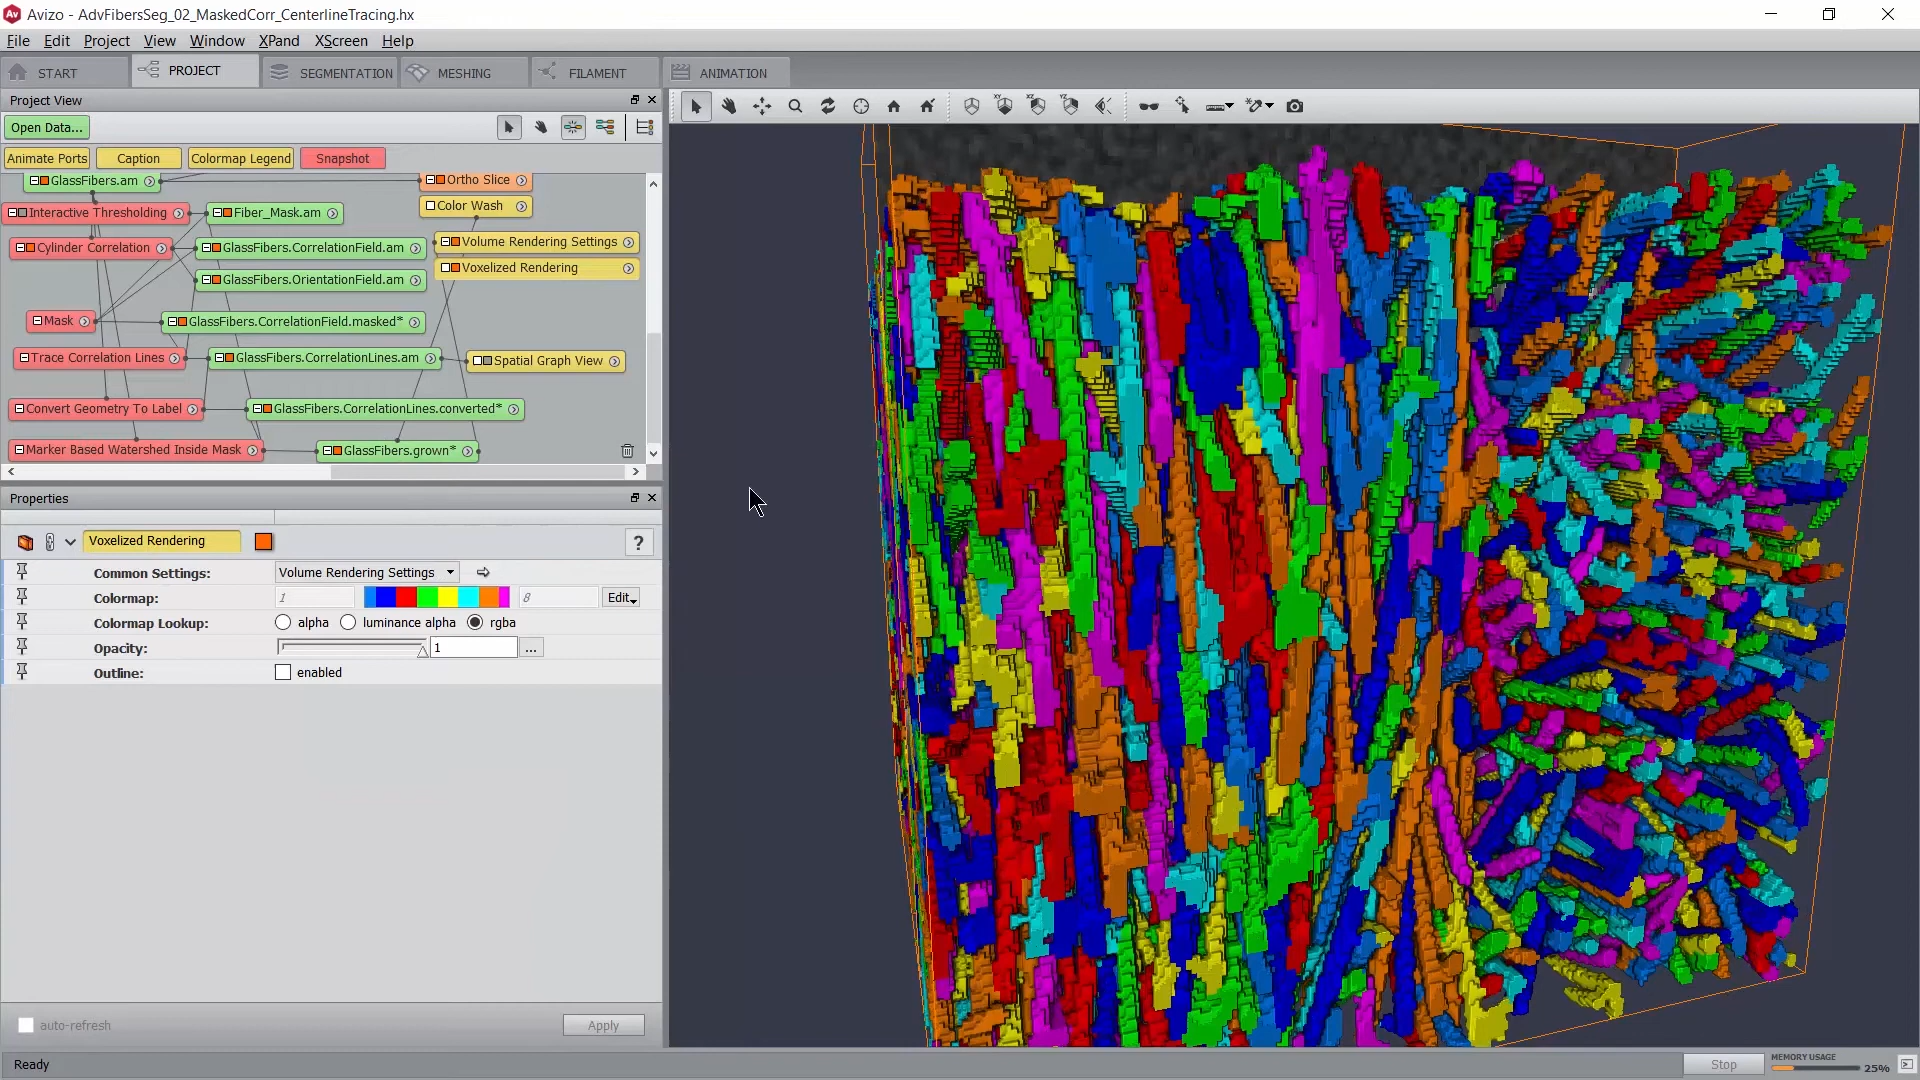 Avizo - AdvFibersSeg_02_MaskedCorr_CenterlineTracing.hx
File Edit Project View Window XPand XScreen Help
START PROJECT SEGMENTATION MESHING FILAMENT ANIMATION
Project View
Open Data...
Animate Ports Caption Colormap Legend Snapshot
GlassFibers.am Ortho Slice
Color Wash
Interactive Thresholding Fiber_Mask.am
Cylinder Correlation GlassFibers.CorrelationField.am Volume Rendering Settings
Voxelized Rendering
GlassFibers.OrientationField.am
Mask GlassFibers.CorrelationField.masked*
Trace Correlation Lines GlassFibers.CorrelationLines.am Spatial Graph View
Convert Geometry To Label GlassFibers.CorrelationLines.converted*
Marker Based Watershed Inside Mask GlassFibers.grown*
Properties
Voxelized Rendering ?
Common Settings: Volume Rendering Settings
Colormap: 1 8 Edit
Colormap Lookup: alpha luminance alpha rgba
Opacity: 1 ...
Outline: enabled
auto-refresh Apply
Ready Stop MEMORY USAGE 25%
XY XZ YZ